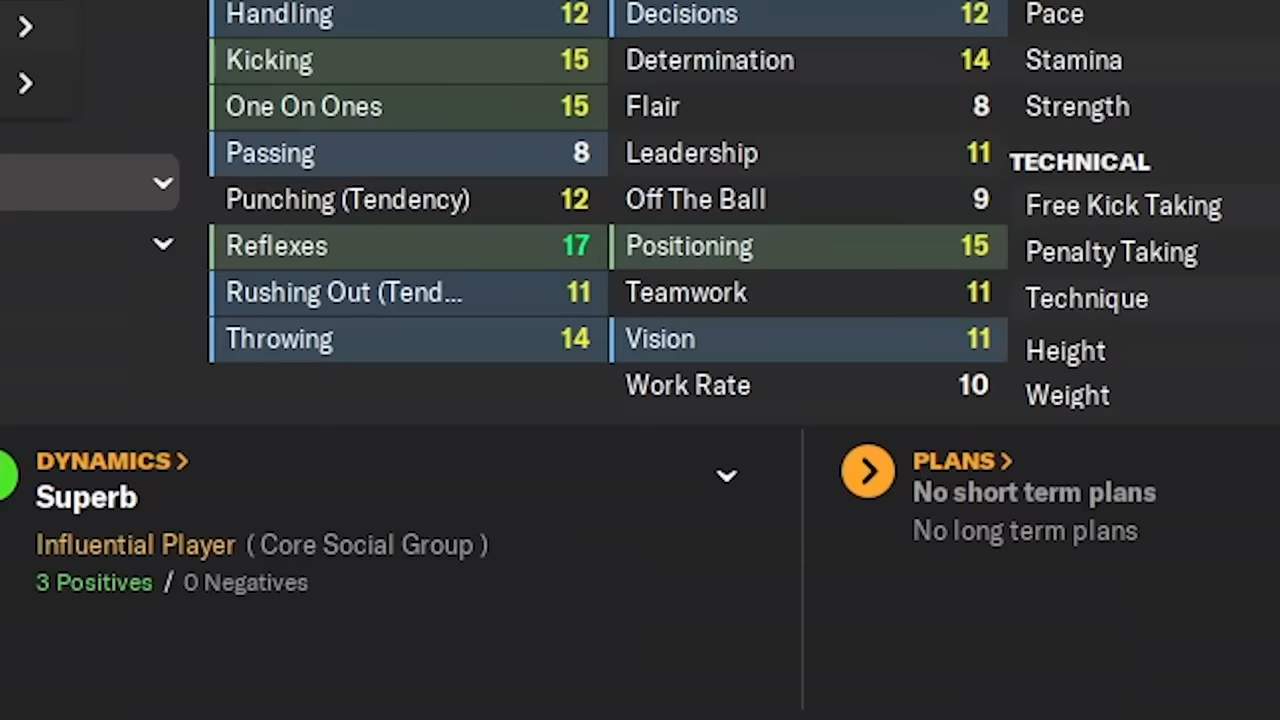 Handling 12 Decisions 12 Pace
Kicking 15 Determination 14 Stamina
One On Ones 15 Flair 8 Strength
Passing 8 Leadership 11 TECHNICAL
Punching (Tendency) 12 Off The Ball 9 Free Kick Taking
Reflexes 17 Positioning 15 Penalty Taking
Rushing Out (Tend... 11 Teamwork 11 Technique
Throwing 14 Vision 11 Height
Work Rate 10 Weight
DYNAMICS
Superb
Influential Player ( Core Social Group )
3 Positives / 0 Negatives
PLANS
No short term plans
No long term plans